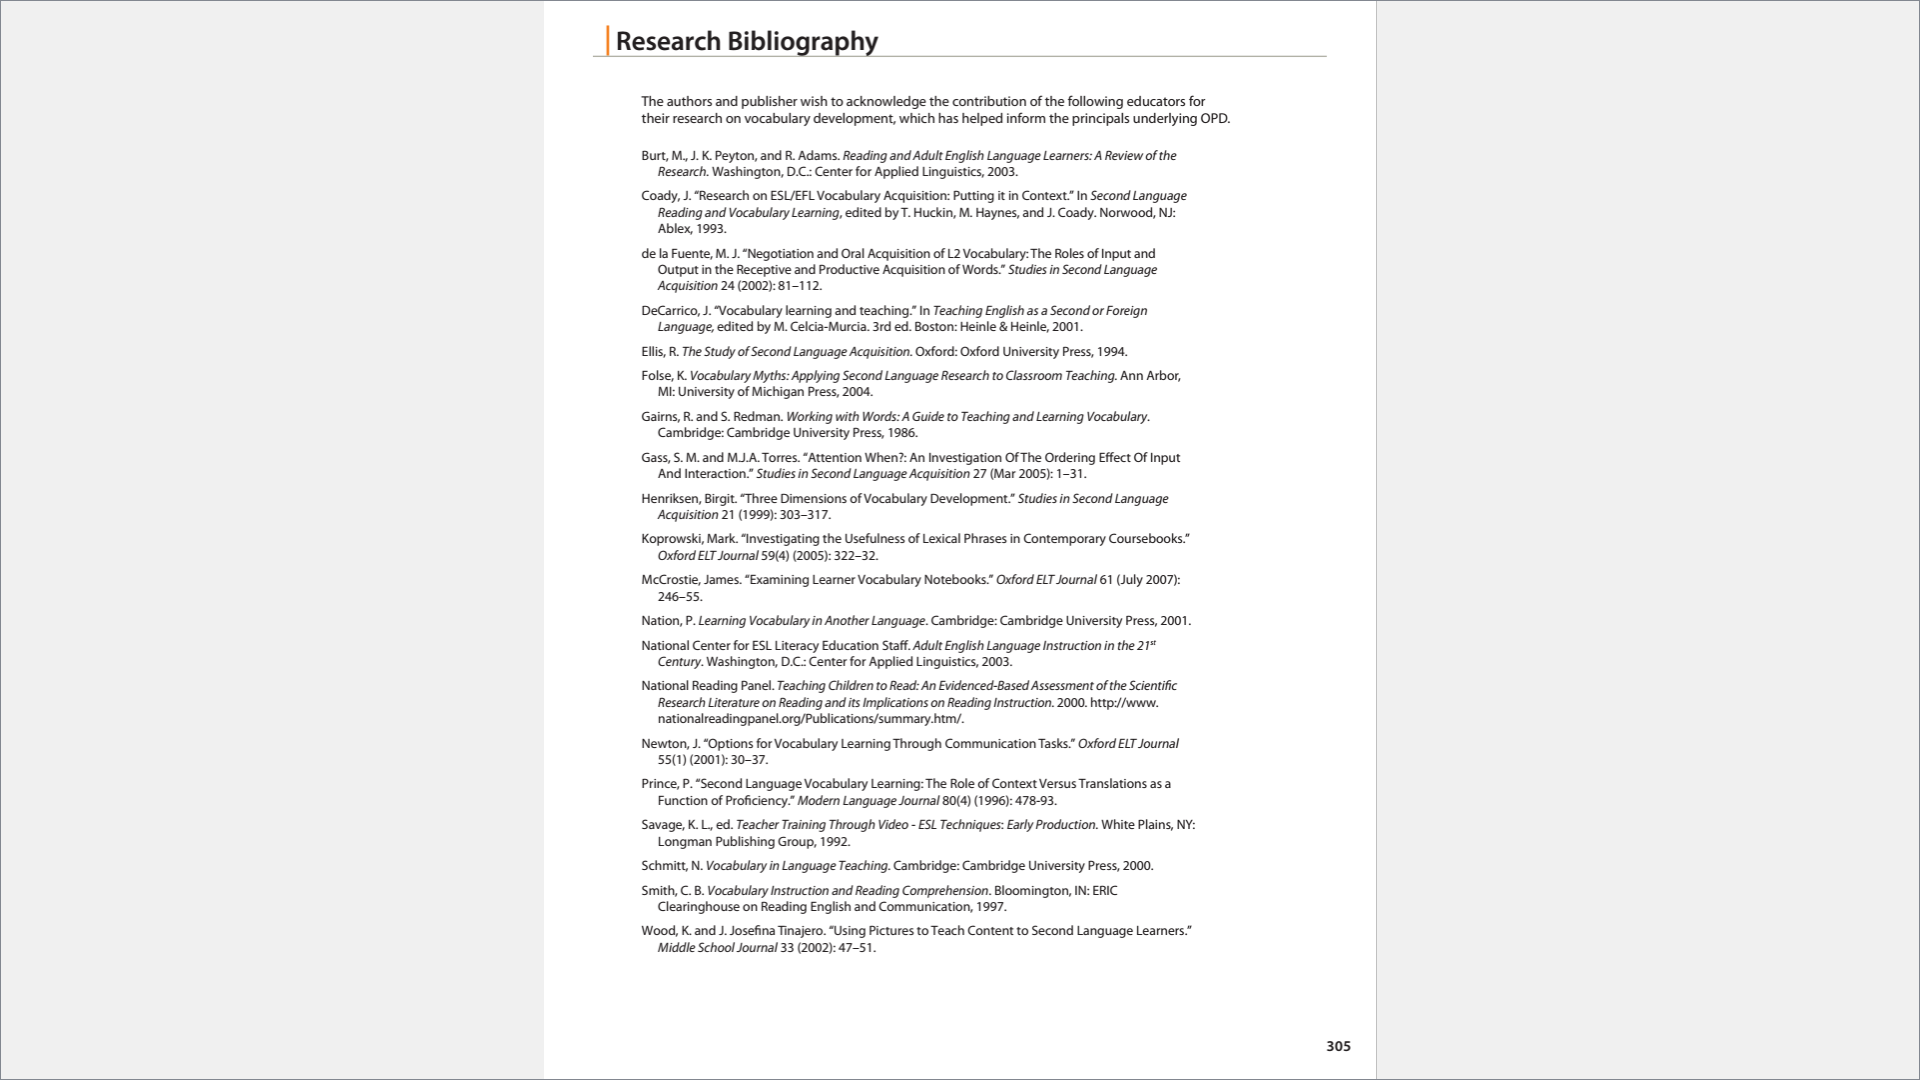 Research Bibliography
The authors and publisher wish to acknowledge the contribution of the following educators for
their research on vocabulary development, which has helped inform the principals underlying OPD.
Burt, M., J. K. Peyton, and R. Adams. Reading and Adult English Language Learners: A Review of the
Research. Washington, D.C.: Center for Applied Linguistics, 2003.
Coady, J. “Research on ESL/EFL Vocabulary Acquisition: Putting it in Context.” In Second Language
Reading and Vocabulary Learning, edited by T. Huckin, M. Haynes, and J. Coady. Norwood, NJ:
Ablex, 1993.
de la Fuente, M. J. “Negotiation and Oral Acquisition of L2 Vocabulary: The Roles of Input and
Output in the Receptive and Productive Acquisition of Words.” Studies in Second Language
Acquisition 24 (2002): 81–112.
DeCarrico, J. “Vocabulary learning and teaching.” In Teaching English as a Second or Foreign
Language, edited by M. Celcia-Murcia. 3rd ed. Boston: Heinle & Heinle, 2001.
Ellis, R. The Study of Second Language Acquisition. Oxford: Oxford University Press, 1994.
Folse, K. Vocabulary Myths: Applying Second Language Research to Classroom Teaching. Ann Arbor,
MI: University of Michigan Press, 2004.
Gairns, R. and S. Redman. Working with Words: A Guide to Teaching and Learning Vocabulary.
Cambridge: Cambridge University Press, 1986.
Gass, S. M. and M.J.A. Torres. “Attention When?: An Investigation Of The Ordering Effect Of Input
And Interaction.” Studies in Second Language Acquisition 27 (Mar 2005): 1–31.
Henriksen, Birgit. “Three Dimensions of Vocabulary Development.” Studies in Second Language
Acquisition 21 (1999): 303–317.
Koprowski, Mark. “Investigating the Usefulness of Lexical Phrases in Contemporary Coursebooks.”
Oxford ELT Journal 59(4) (2005): 322–32.
McCrostie, James. “Examining Learner Vocabulary Notebooks.” Oxford ELT Journal 61 (July 2007):
246–55.
Nation, P. Learning Vocabulary in Another Language. Cambridge: Cambridge University Press, 2001.
National Center for ESL Literacy Education Staff. Adult English Language Instruction in the 21st
Century. Washington, D.C.: Center for Applied Linguistics, 2003.
National Reading Panel. Teaching Children to Read: An Evidenced-Based Assessment of the Scientific
Research Literature on Reading and its Implications on Reading Instruction. 2000. http://www.
nationalreadingpanel.org/Publications/summary.htm/.
Newton, J. “Options for Vocabulary Learning Through Communication Tasks.” Oxford ELT Journal
55(1) (2001): 30–37.
Prince, P. “Second Language Vocabulary Learning: The Role of Context Versus Translations as a
Function of Proficiency.” Modern Language Journal 80(4) (1996): 478-93.
Savage, K. L., ed. Teacher Training Through Video - ESL Techniques: Early Production. White Plains, NY:
Longman Publishing Group, 1992.
Schmitt, N. Vocabulary in Language Teaching. Cambridge: Cambridge University Press, 2000.
Smith, C. B. Vocabulary Instruction and Reading Comprehension. Bloomington, IN: ERIC
Clearinghouse on Reading English and Communication, 1997.
Wood, K. and J. Josefina Tinajero. “Using Pictures to Teach Content to Second Language Learners.”
Middle School Journal 33 (2002): 47–51.
305